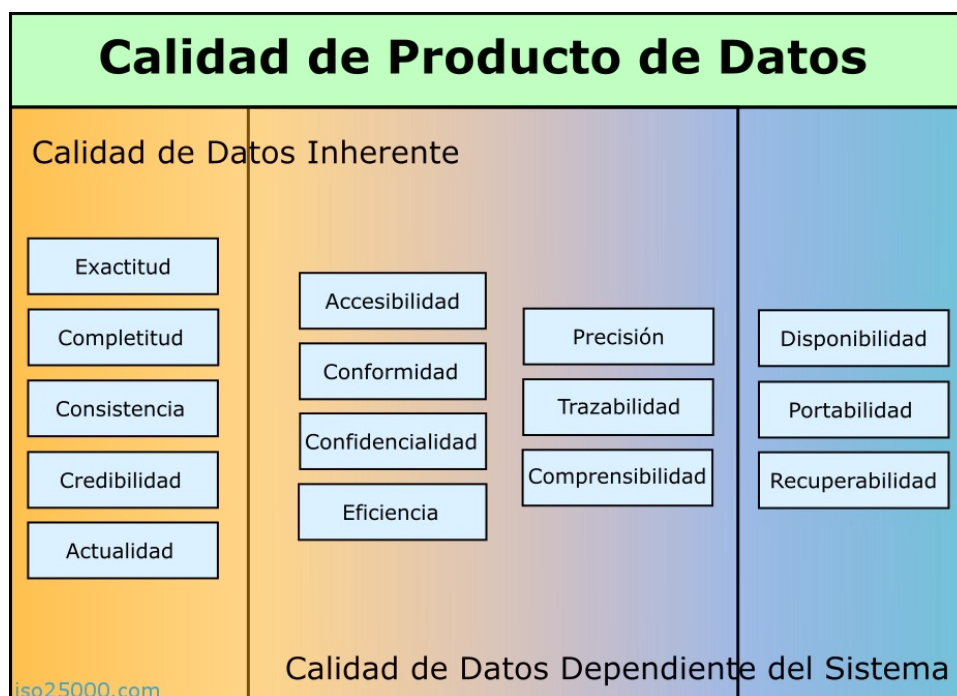 Calidad de Producto de Datos
Calidad de Datos Inherente
Exactitud
Completitud
Consistencia
Credibilidad
Actualidad
Accesibilidad
Conformidad
Confidencialidad
Eficiencia
Precisión
Trazabilidad
Comprensibilidad
Disponibilidad
Portabilidad
Recuperabilidad
Calidad de Datos Dependiente del Sistema
iso25000.com